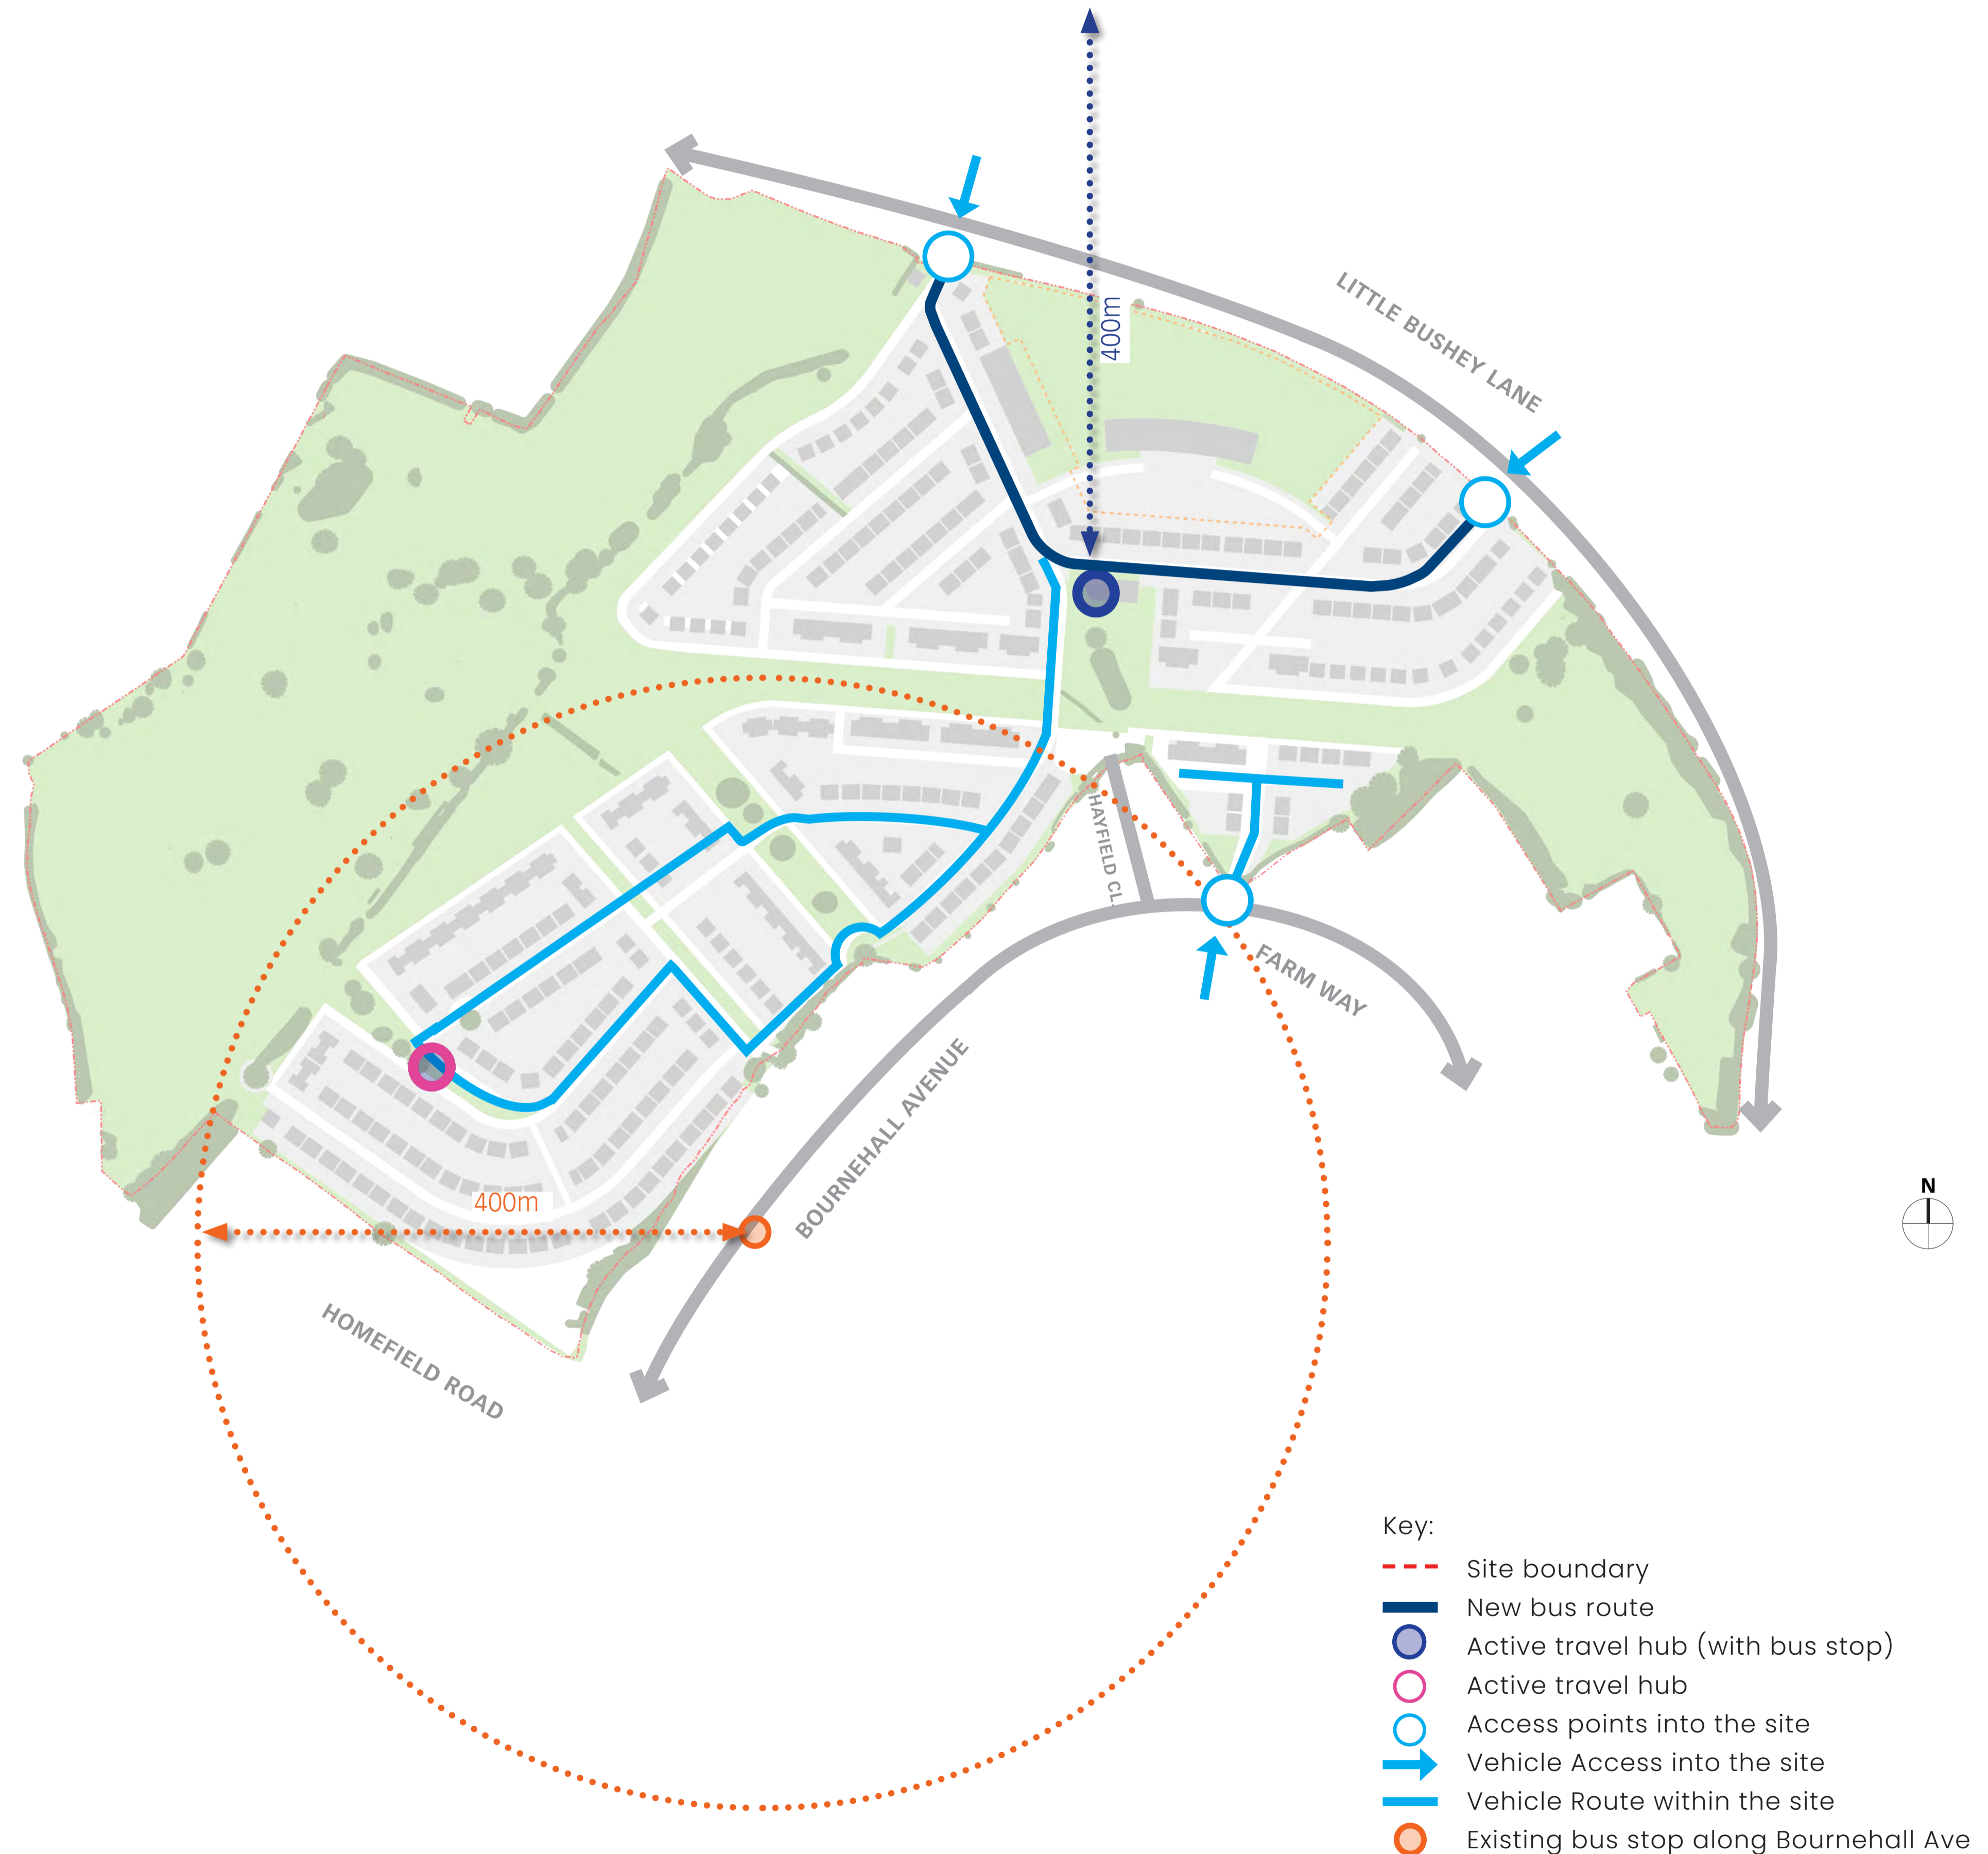 400m
LITTLE BUSHEY LANE
HAYFIELD CL.
FARM WAY
BOURNEHALL AVENUE
400m
HOMEFIELD ROAD
N
Key:
Site boundary
New bus route
Active travel hub (with bus stop)
Active travel hub
Access points into the site
Vehicle Access into the site
Vehicle Route within the site
Existing bus stop along Bournehall Ave